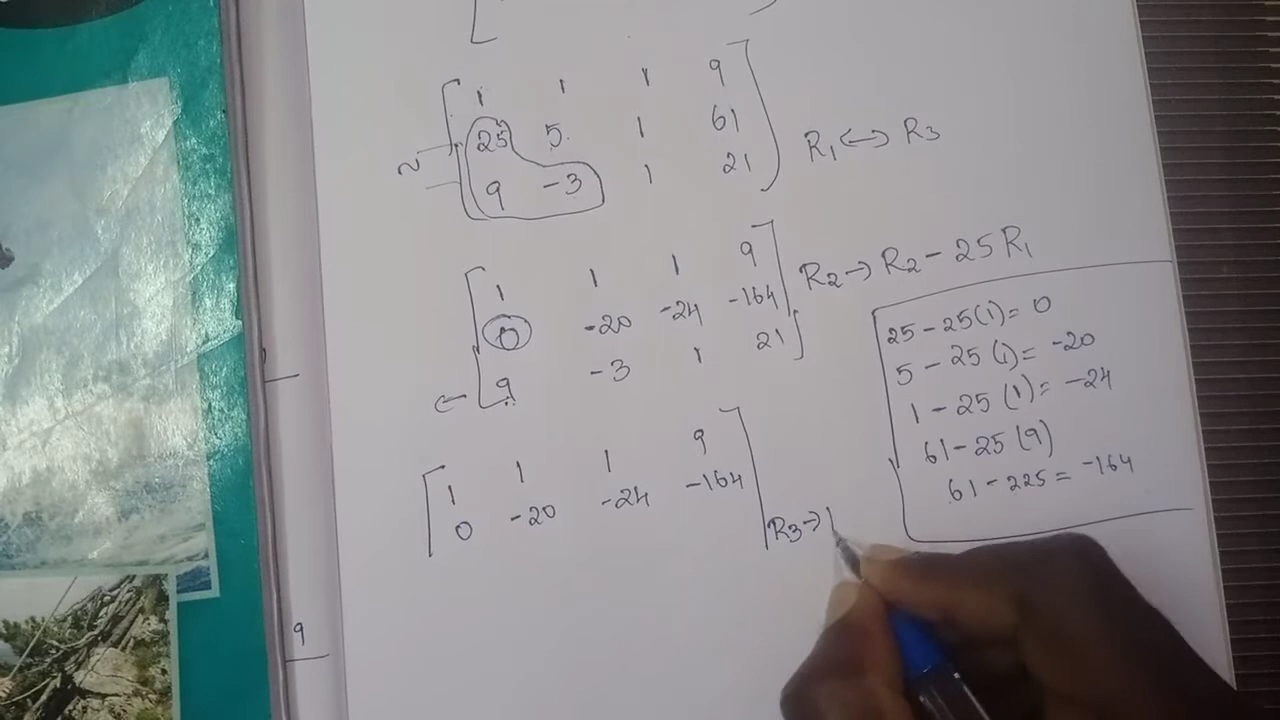 1 1 1 9
25 5 1 61
~ R1 ↔ R3
9 -3 1 21
1 1 1 9
R2 → R2 - 25R1
0 -20 -24 -164
9 -3 1 21
25 - 25(1) = 0
5 - 25(1) = -20
1 - 25(1) = -24
61 - 25(9)
61 - 225 = -164
1 1 1 9
0 -20 -24 -164
R3 →
9